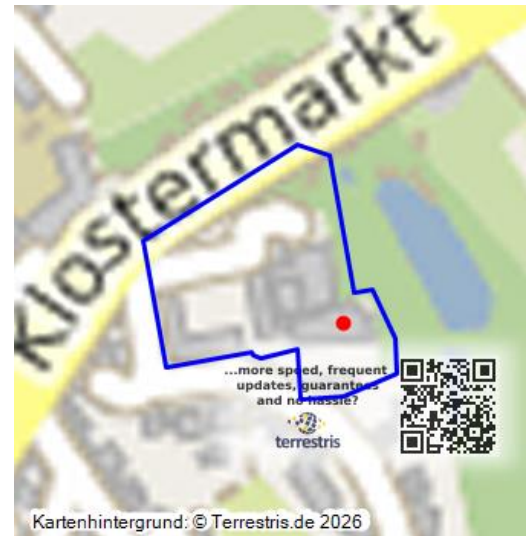 Klostermarkt
...more speed, frequent
updates, guarantees
and no hassle?
terrestris
Kartenhintergrund: © Terrestris.de 2026